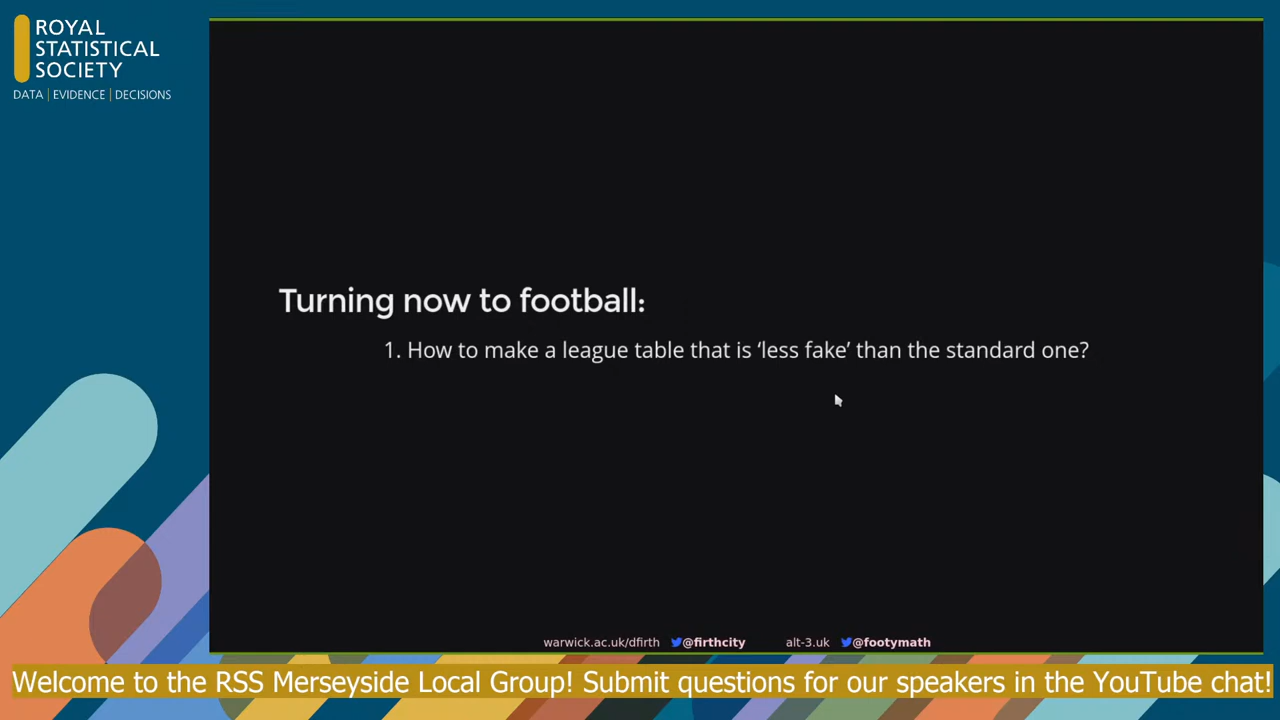 ROYAL
STATISTICAL
SOCIETY
DATA | EVIDENCE | DECISIONS
Turning now to football:
1. How to make a league table that is ‘less fake’ than the standard one?
warwick.ac.uk/dfirth @firthcity alt-3.uk @footymath
Welcome to the RSS Merseyside Local Group! Submit questions for our speakers in the YouTube chat!